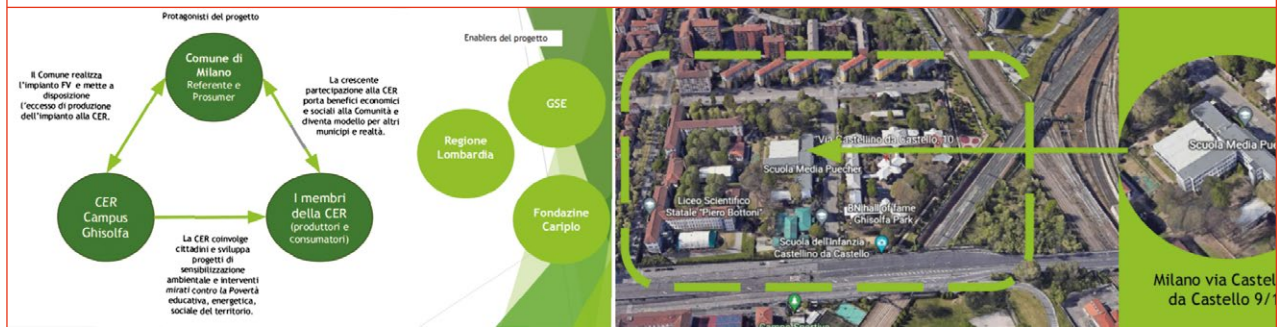 Protagonisti del progetto
Comune di
Milano
Referente e
Prosumer
Il Comune realizza
l'impianto FV e mette a
disposizione
l'eccesso di produzione
dell'impianto alla CER.
La crescente
partecipazione alla CER
porta benefici economici
e sociali alla Comunità e
diventa modello per altri
municipi e realtà.
CER
Campus
Ghisolfa
I membri
della CER
(produttori e
consumatori)
La CER coinvolge
cittadini e sviluppa
progetti di
sensibilizzazione
ambientale e interventi
mirati contro la Povertà
educativa, energetica,
sociale del territorio.
Enablers del progetto
GSE
Regione
Lombardia
Fondazine
Cariplo
Via Castellino da Castello, 10
Scuola Media Puecher
Liceo Scientifico
Statale "Piero Bottoni"
Ghisolfa Park
Scuola dell'Infanzia
Castellino da Castello
Scuola Media Pue
Milano via Castel
da Castello 9/1